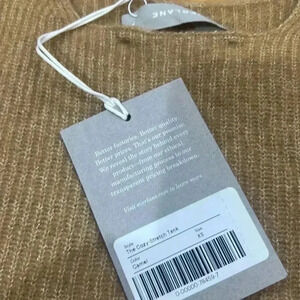 ERLANE
Better factories. Better quality.
Better prices. That's our promise.
We reveal the story behind every
product—from our ethical
manufacturing process to our
transparent pricing breakdown.
Visit everlane.com to learn more.
Style
Size
The Cozy-Stretch Tank
XS
Color
Camel